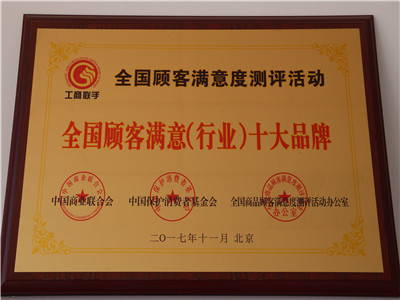 工商联手
全国顾客满意度测评活动
全国顾客满意(行业)十大品牌
中国商业联合会 中国保护消费者基金会 全国商品顾客满意度测评活动办公室
二〇一七年十一月 北京